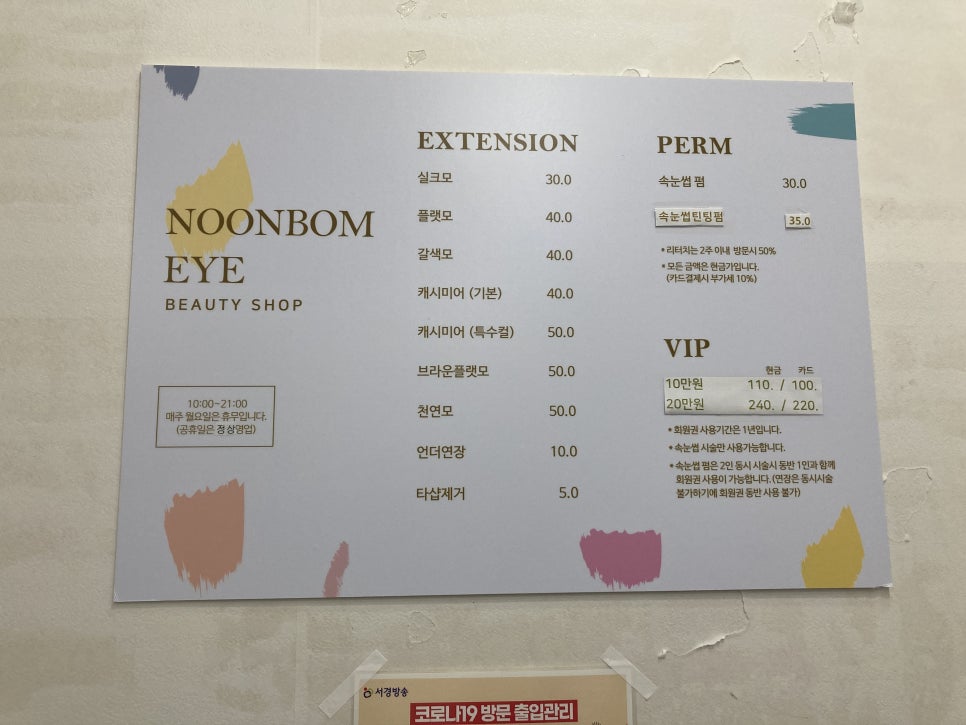 NOONBOM
EYE
BEAUTY SHOP
10:00~21:00
매주 월요일은 휴무입니다.
(공휴일은 정상영업)
EXTENSION
실크모 30.0
플랫모 40.0
갈색모 40.0
캐시미어 (기본) 40.0
캐시미어 (특수컬) 50.0
브라운플랫모 50.0
천연모 50.0
언더연장 10.0
타샵제거 5.0
PERM
속눈썹 펌 30.0
속눈썹틴팅펌 35.0
* 리터치는 2주 이내 방문시 50%
* 모든 금액은 현금가입니다.
(카드결제시 부가세 10%)
VIP
현금 카드
10만원 110. / 100.
20만원 240. / 220.
* 회원권 사용기간은 1년입니다.
* 속눈썹 시술만 사용가능합니다.
* 속눈썹 펌은 2인 동시 시술시 동반 1인과 함께
회원권 사용이 가능합니다. (연장은 동시시술
불가하기에 회원권 동반 사용 불가)
서경방송
코로나19 방문 출입관리